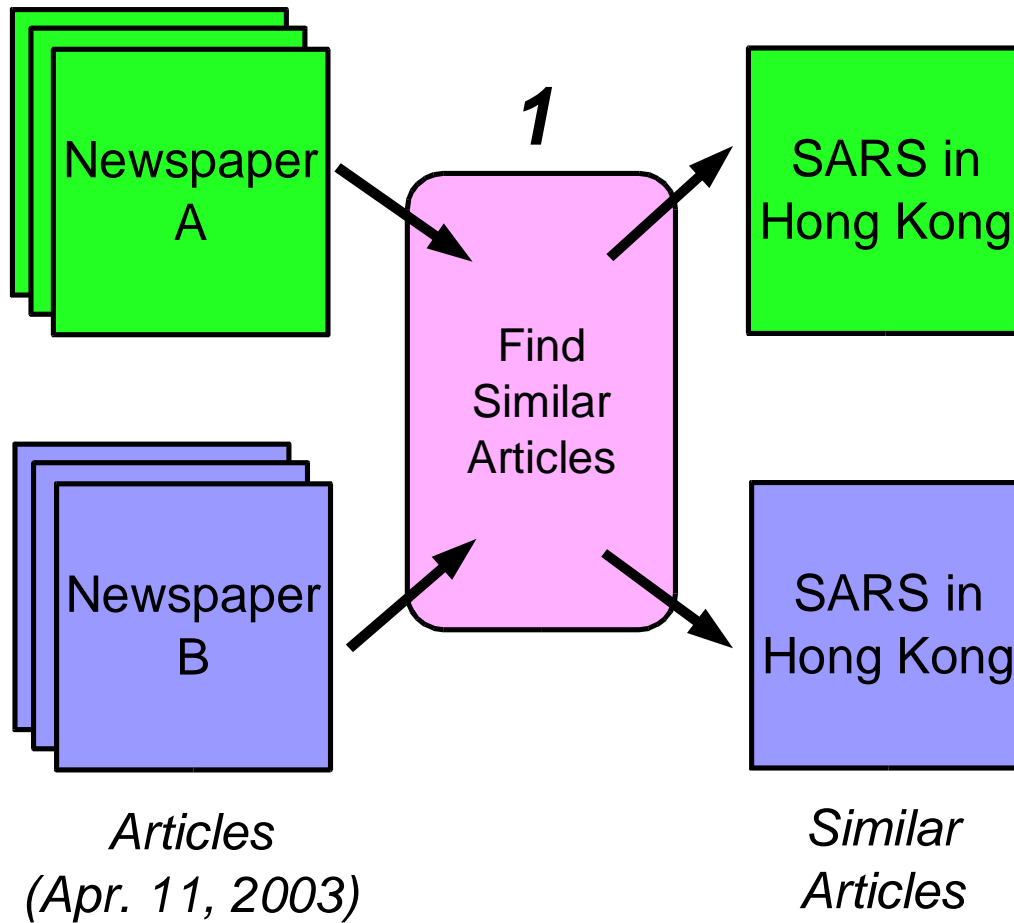 1
Newspaper
A
SARS in
Hong Kong
Find
Similar
Articles
Newspaper
B
SARS in
Hong Kong
Articles
(Apr. 11, 2003)
Similar
Articles